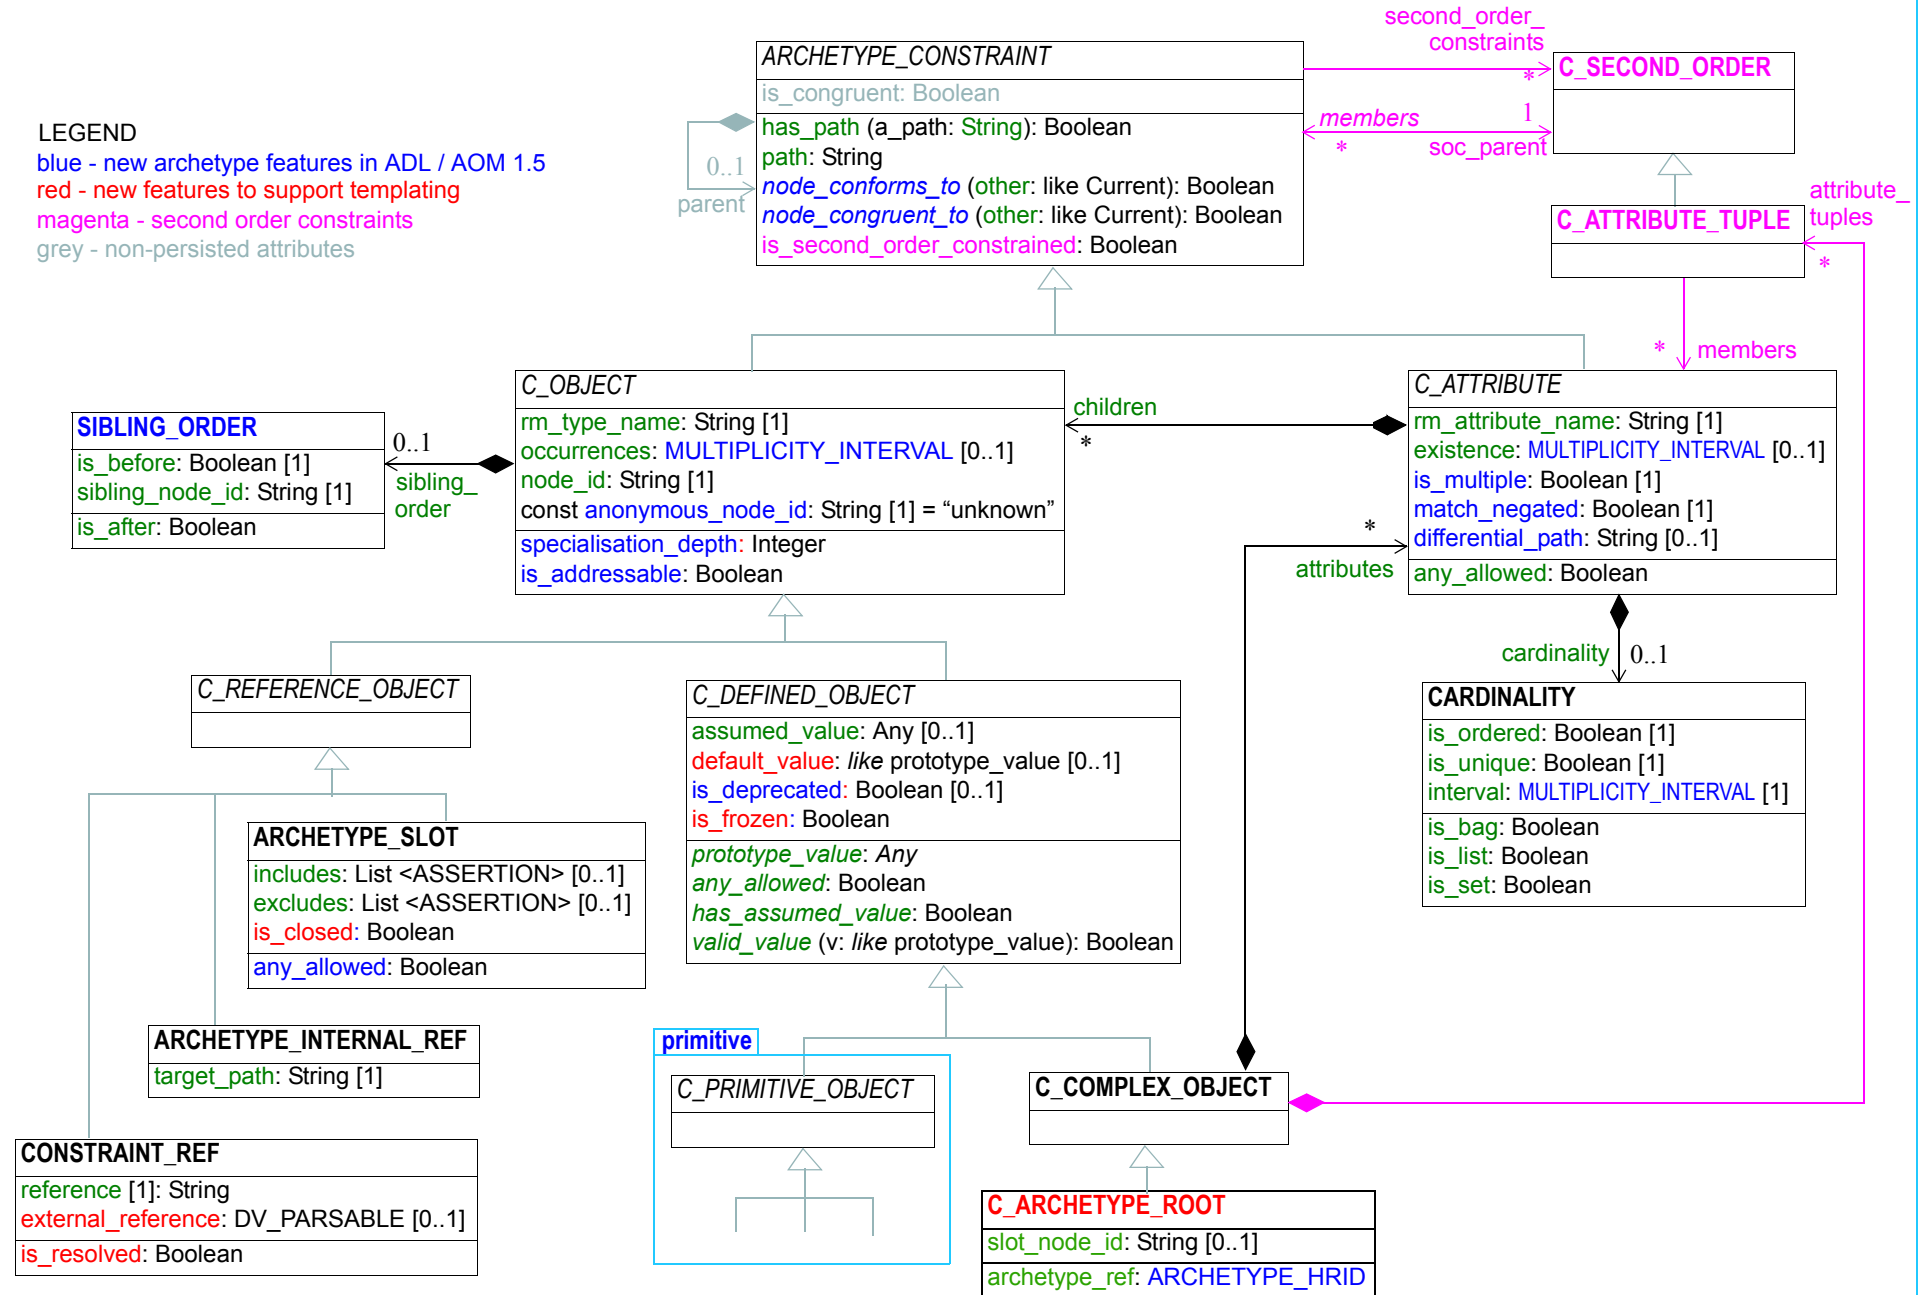 second_order_
constraints
*
ARCHETYPE_CONSTRAINT
is_congruent: Boolean
has_path (a_path: String): Boolean
path: String
node_conforms_to (other: like Current): Boolean
node_congruent_to (other: like Current): Boolean
is_second_order_constrained: Boolean
0..1
parent
C_SECOND_ORDER
members
*
1
soc_parent
LEGEND
blue - new archetype features in ADL / AOM 1.5
red - new features to support templating
magenta - second order constraints
grey - non-persisted attributes
C_ATTRIBUTE_TUPLE
attribute_
tuples
*
* members
SIBLING_ORDER
is_before: Boolean [1]
sibling_node_id: String [1]
is_after: Boolean
0..1
sibling_
order
C_OBJECT
rm_type_name: String [1]
occurrences: MULTIPLICITY_INTERVAL [0..1]
node_id: String [1]
const anonymous_node_id: String [1] = “unknown”
specialisation_depth: Integer
is_addressable: Boolean
children
*
C_ATTRIBUTE
rm_attribute_name: String [1]
existence: MULTIPLICITY_INTERVAL [0..1]
is_multiple: Boolean [1]
match_negated: Boolean [1]
differential_path: String [0..1]
any_allowed: Boolean
*
attributes
cardinality 0..1
CARDINALITY
is_ordered: Boolean [1]
is_unique: Boolean [1]
interval: MULTIPLICITY_INTERVAL [1]
is_bag: Boolean
is_list: Boolean
is_set: Boolean
C_REFERENCE_OBJECT
C_DEFINED_OBJECT
assumed_value: Any [0..1]
default_value: like prototype_value [0..1]
is_deprecated: Boolean [0..1]
is_frozen: Boolean
prototype_value: Any
any_allowed: Boolean
has_assumed_value: Boolean
valid_value (v: like prototype_value): Boolean
ARCHETYPE_SLOT
includes: List <ASSERTION> [0..1]
excludes: List <ASSERTION> [0..1]
is_closed: Boolean
any_allowed: Boolean
ARCHETYPE_INTERNAL_REF
target_path: String [1]
CONSTRAINT_REF
reference [1]: String
external_reference: DV_PARSABLE [0..1]
is_resolved: Boolean
primitive
C_PRIMITIVE_OBJECT
C_COMPLEX_OBJECT
C_ARCHETYPE_ROOT
slot_node_id: String [0..1]
archetype_ref: ARCHETYPE_HRID